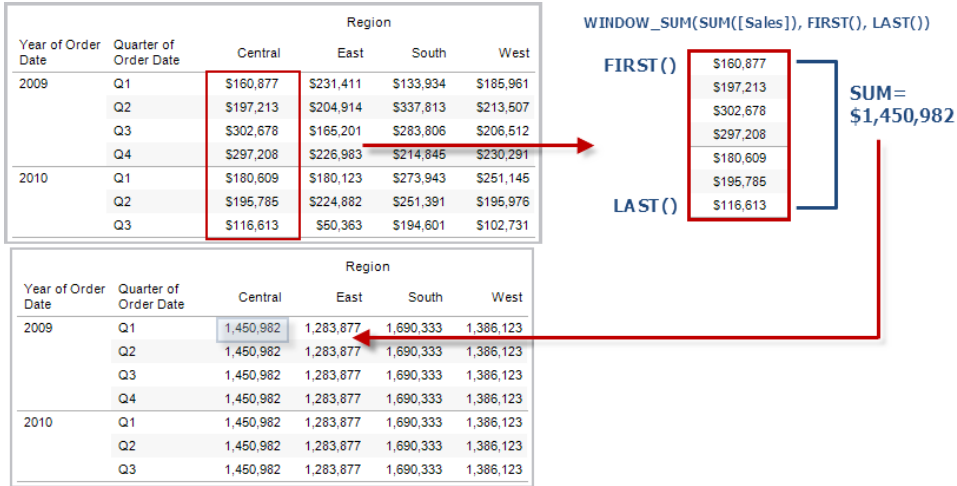 Region
Year of Order Date Quarter of Order Date Central East South West
2009 Q1 $160,877 $231,411 $133,934 $185,961
Q2 $197,213 $204,914 $337,813 $213,507
Q3 $302,678 $165,201 $283,806 $206,512
Q4 $297,208 $226,983 $214,845 $230,291
2010 Q1 $180,609 $180,123 $273,943 $251,145
Q2 $195,785 $224,882 $251,391 $195,976
Q3 $116,613 $50,363 $194,601 $102,731
WINDOW_SUM(SUM([Sales]), FIRST(), LAST())
FIRST() $160,877
$197,213
$302,678
$297,208
$180,609
$195,785
LAST() $116,613
SUM=
$1,450,982
Region
Year of Order Date Quarter of Order Date Central East South West
2009 Q1 1,450,982 1,283,877 1,690,333 1,386,123
Q2 1,450,982 1,283,877 1,690,333 1,386,123
Q3 1,450,982 1,283,877 1,690,333 1,386,123
Q4 1,450,982 1,283,877 1,690,333 1,386,123
2010 Q1 1,450,982 1,283,877 1,690,333 1,386,123
Q2 1,450,982 1,283,877 1,690,333 1,386,123
Q3 1,450,982 1,283,877 1,690,333 1,386,123